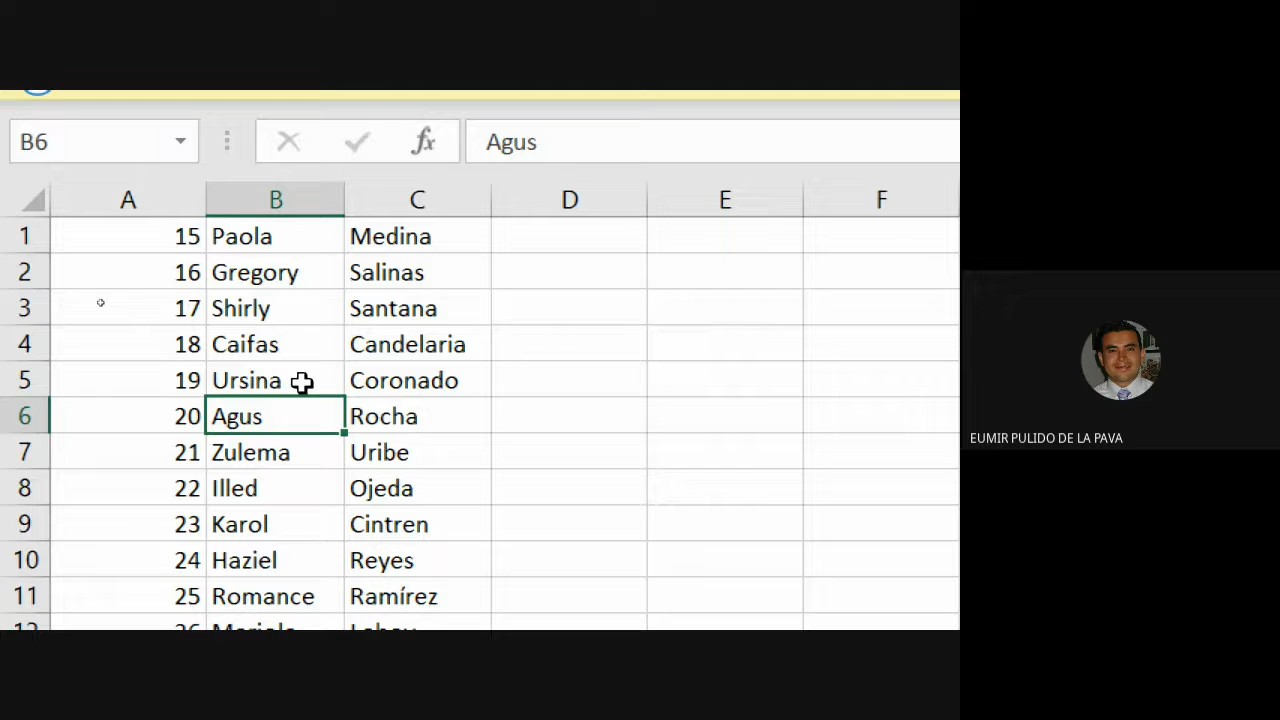 B6 fx Agus
A B C D E F
1 15 Paola Medina
2 16 Gregory Salinas
3 17 Shirly Santana
4 18 Caifas Candelaria
5 19 Ursina Coronado
6 20 Agus Rocha
7 21 Zulema Uribe
8 22 Illed Ojeda
9 23 Karol Cintren
10 24 Haziel Reyes
11 25 Romance Ramírez
EUMIR PULIDO DE LA PAVA